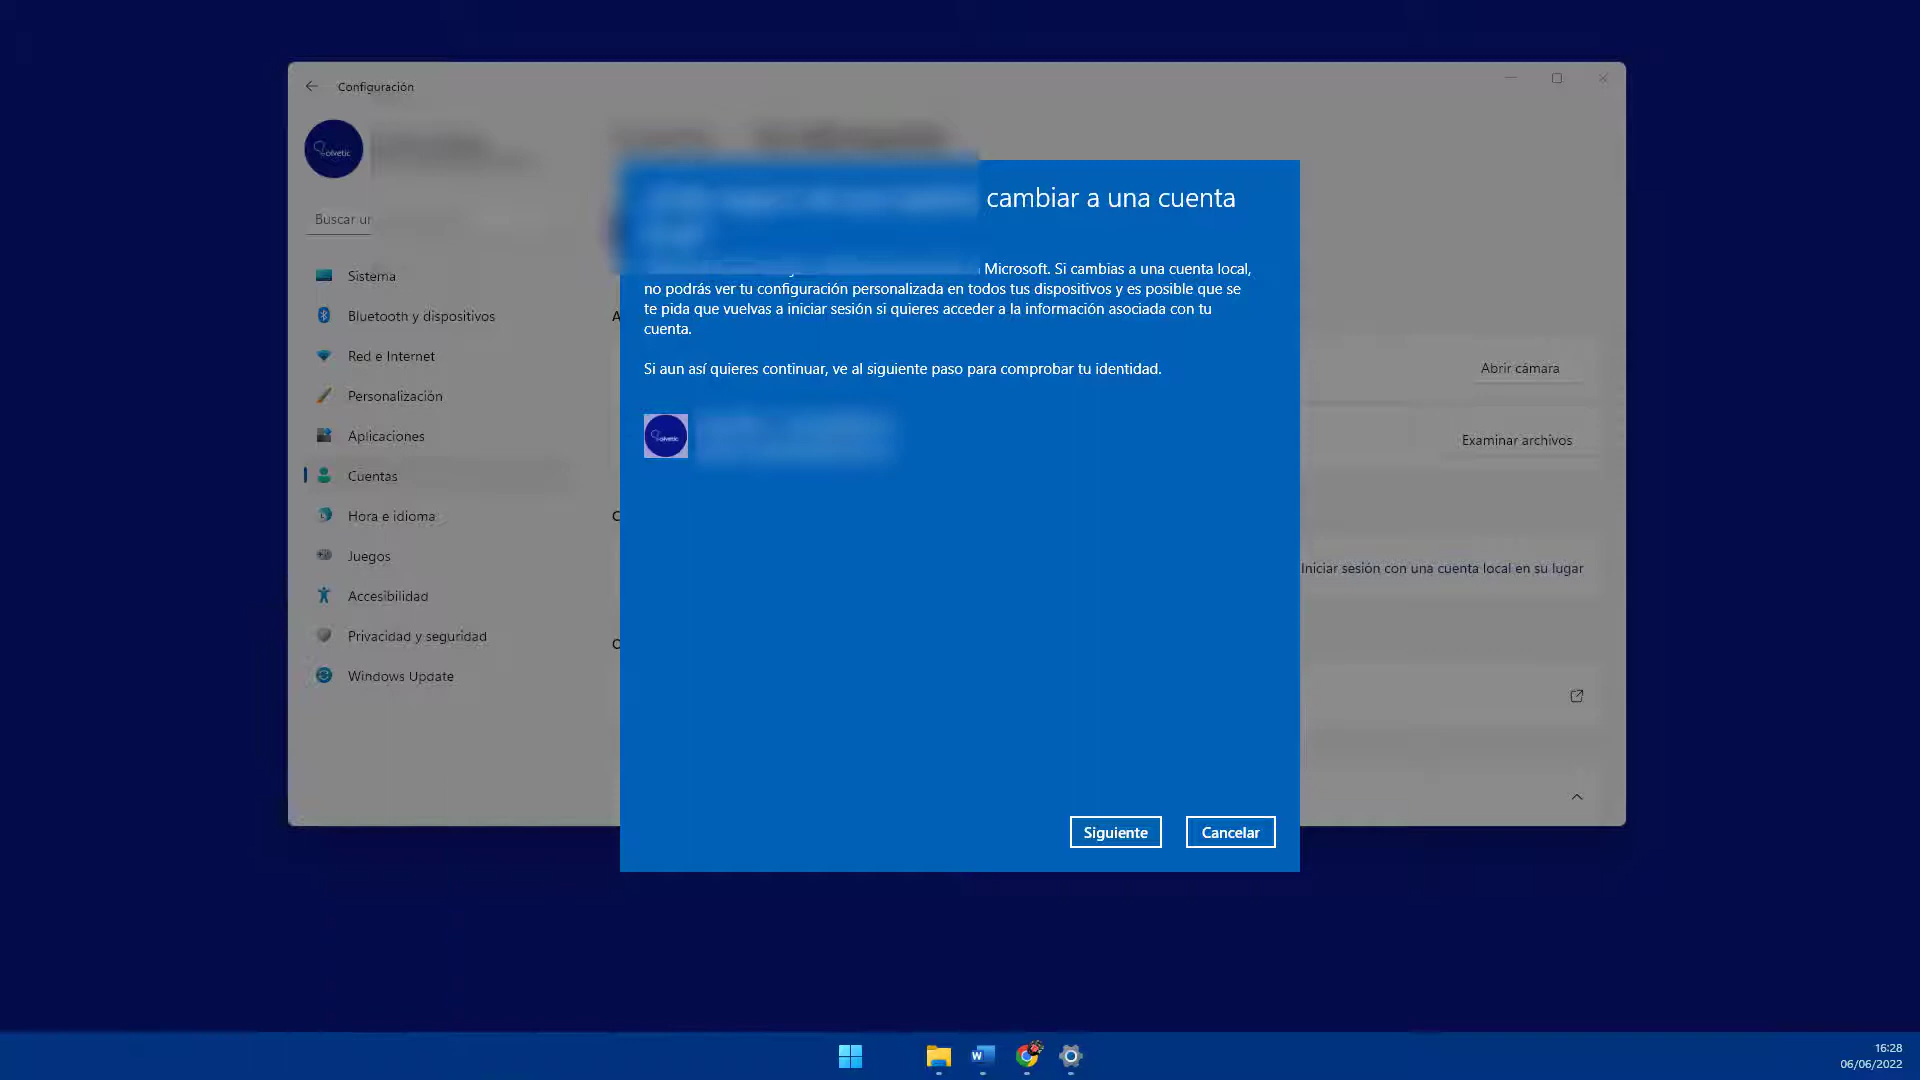 Configuración
olvetic
Buscar un
Sistema
Bluetooth y dispositivos
Red e Internet
Personalización
Aplicaciones
Cuentas
Hora e idioma
Juegos
Accesibilidad
Privacidad y seguridad
Windows Update
cambiar a una cuenta
Microsoft. Si cambias a una cuenta local,
no podrás ver tu configuración personalizada en todos tus dispositivos y es posible que se
te pida que vuelvas a iniciar sesión si quieres acceder a la información asociada con tu
cuenta.
Si aun así quieres continuar, ve al siguiente paso para comprobar tu identidad.
olvetic
Siguiente
Cancelar
Abrir cámara
Examinar archivos
Iniciar sesión con una cuenta local en su lugar
16:28
06/06/2022